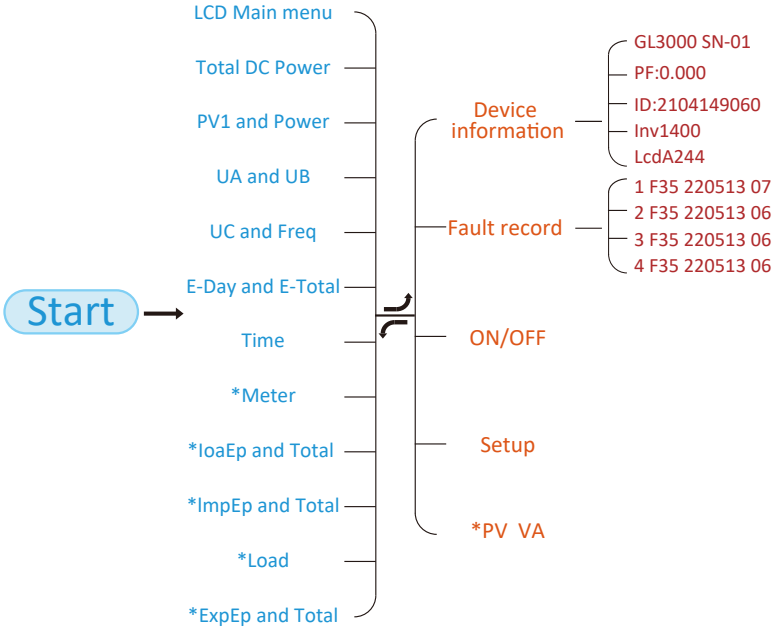 Start
LCD Main menu
Total DC Power
PV1 and Power
UA and UB
UC and Freq
E-Day and E-Total
Time
*Meter
*IoaEp and Total
*ImpEp and Total
*Load
*ExpEp and Total
Device
information
Fault record
ON/OFF
Setup
*PV VA
GL3000 SN-01
PF:0.000
ID:2104149060
Inv1400
LcdA244
1 F35 220513 07
2 F35 220513 06
3 F35 220513 06
4 F35 220513 06